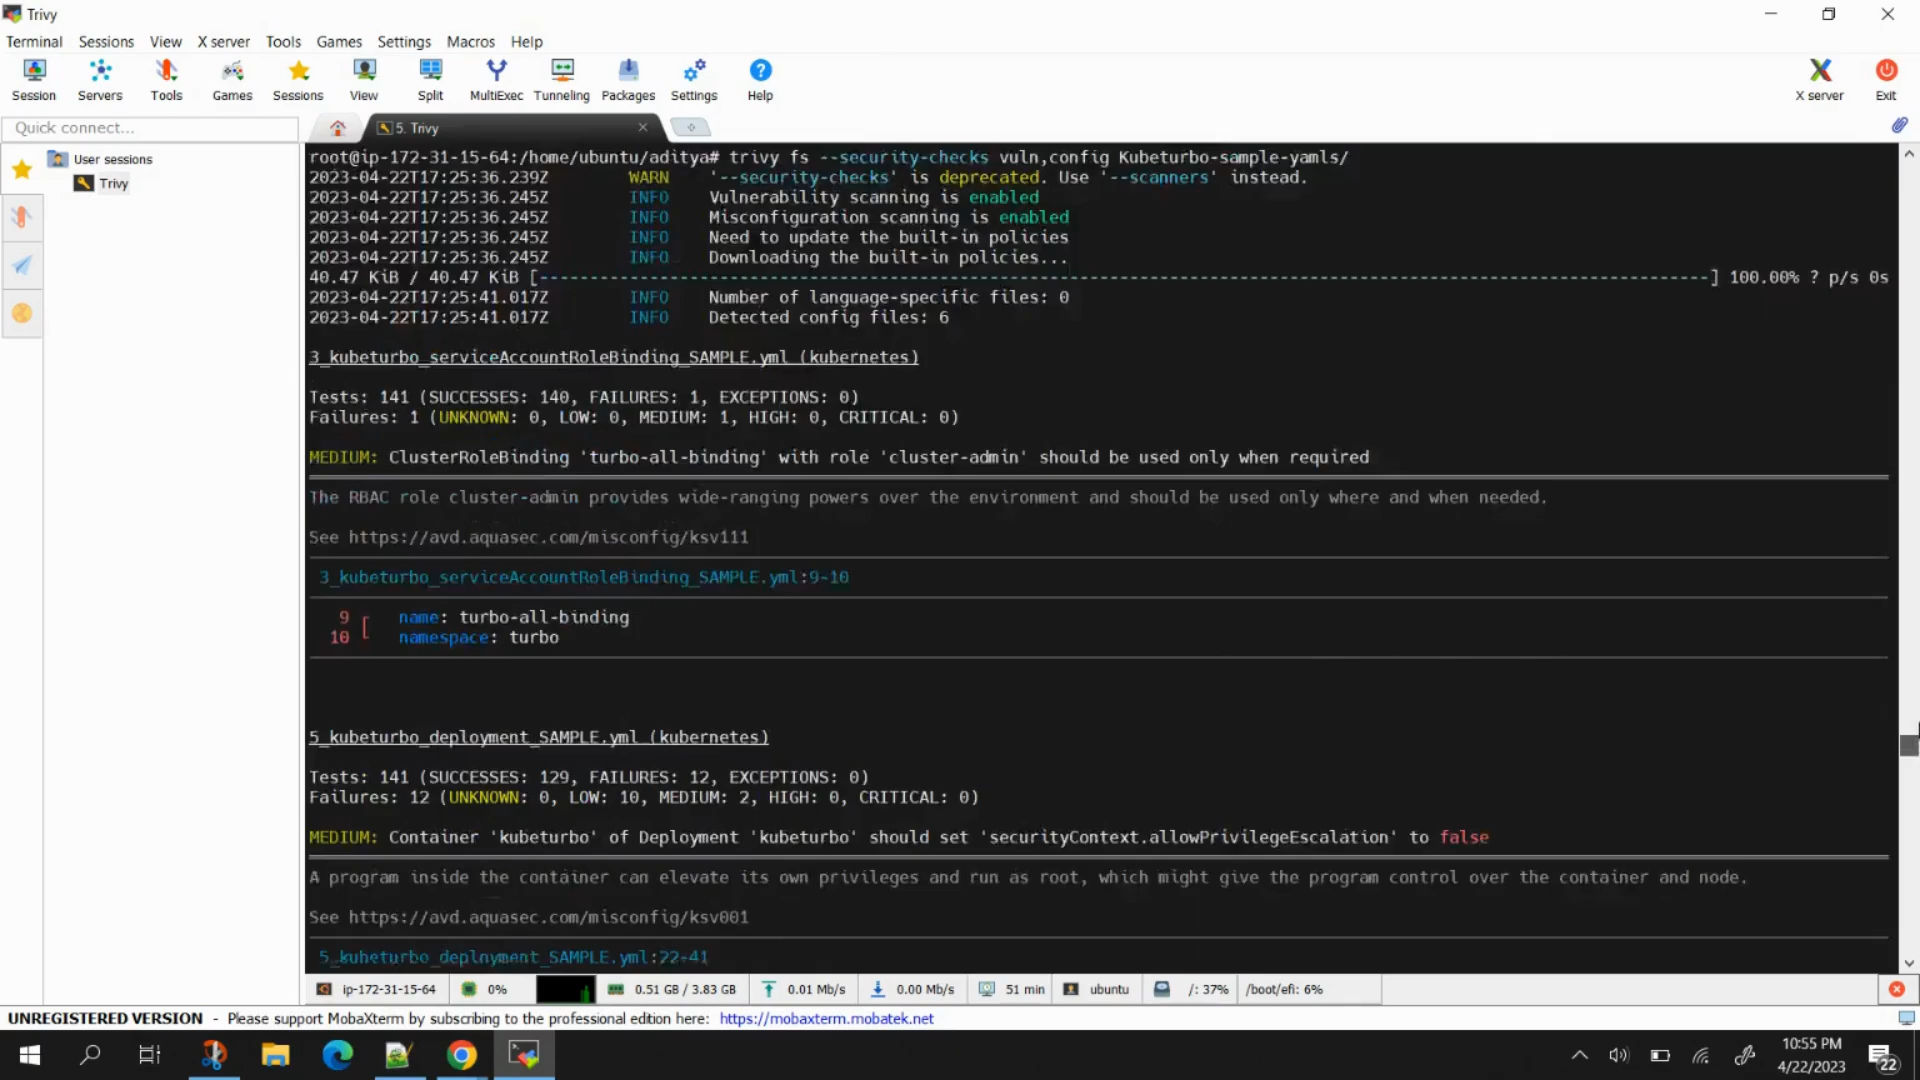 Trivy
Terminal Sessions View X server Tools Games Settings Macros Help
Session Servers Tools Games Sessions View Split MultiExec Tunneling Packages Settings Help X server Exit
Quick connect...
5. Trivy
User sessions
Trivy
root@ip-172-31-15-64:/home/ubuntu/aditya# trivy fs --security-checks vuln,config Kubeturbo-sample-yamls/
2023-04-22T17:25:36.239Z WARN '--security-checks' is deprecated. Use '--scanners' instead.
2023-04-22T17:25:36.245Z INFO Vulnerability scanning is enabled
2023-04-22T17:25:36.245Z INFO Misconfiguration scanning is enabled
2023-04-22T17:25:36.245Z INFO Need to update the built-in policies
2023-04-22T17:25:36.245Z INFO Downloading the built-in policies...
40.47 KiB / 40.47 KiB [----------------------------------------------------------------------------------------------------------------------] 100.00% ? p/s 0s
2023-04-22T17:25:41.017Z INFO Number of language-specific files: 0
2023-04-22T17:25:41.017Z INFO Detected config files: 6
3_kubeturbo_serviceAccountRoleBinding_SAMPLE.yml (kubernetes)
Tests: 141 (SUCCESSES: 140, FAILURES: 1, EXCEPTIONS: 0)
Failures: 1 (UNKNOWN: 0, LOW: 0, MEDIUM: 1, HIGH: 0, CRITICAL: 0)
MEDIUM: ClusterRoleBinding 'turbo-all-binding' with role 'cluster-admin' should be used only when required
The RBAC role cluster-admin provides wide-ranging powers over the environment and should be used only where and when needed.
See https://avd.aquasec.com/misconfig/ksv111
3_kubeturbo_serviceAccountRoleBinding_SAMPLE.yml:9-10
9 [ name: turbo-all-binding
10 [ namespace: turbo
5_kubeturbo_deployment_SAMPLE.yml (kubernetes)
Tests: 141 (SUCCESSES: 129, FAILURES: 12, EXCEPTIONS: 0)
Failures: 12 (UNKNOWN: 0, LOW: 10, MEDIUM: 2, HIGH: 0, CRITICAL: 0)
MEDIUM: Container 'kubeturbo' of Deployment 'kubeturbo' should set 'securityContext.allowPrivilegeEscalation' to false
A program inside the container can elevate its own privileges and run as root, which might give the program control over the container and node.
See https://avd.aquasec.com/misconfig/ksv001
5_kubeturbo_deployment_SAMPLE.yml:22-41
ip-172-31-15-64 0% 0.51 GB / 3.83 GB 0.01 Mb/s 0.00 Mb/s 51 min ubuntu /: 37% /boot/efi: 6%
UNREGISTERED VERSION - Please support MobaXterm by subscribing to the professional edition here: https://mobaxterm.mobatek.net
10:55 PM
4/22/2023
22